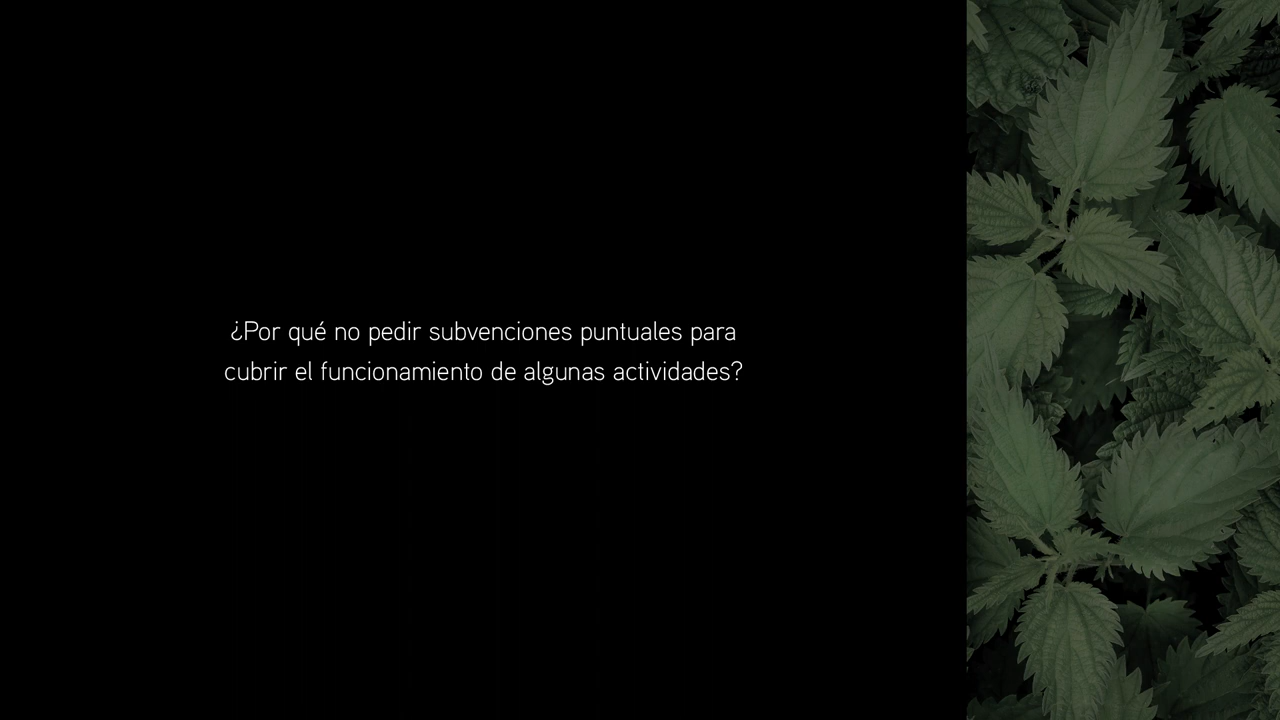 ¿Por qué no pedir subvenciones puntuales para
cubrir el funcionamiento de algunas actividades?